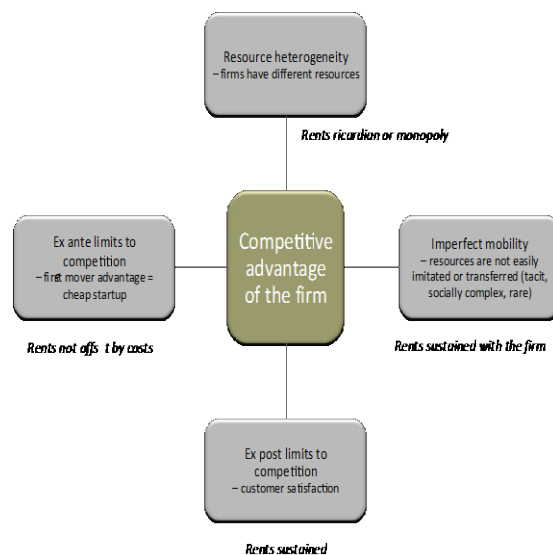 Resource heterogeneity
– firms have different resources
Rents ricardian or monopoly
Ex ante limits to
competition
– first mover advantage =
cheap startup
Rents not offs t by costs
Competitive
advantage
of the firm
Imperfect mobility
– resources are not easily
imitated or transferred (tacit,
socially complex, rare)
Rents sustained with the firm
Ex post limits to
competition
– customer satisfaction
Rents sustained